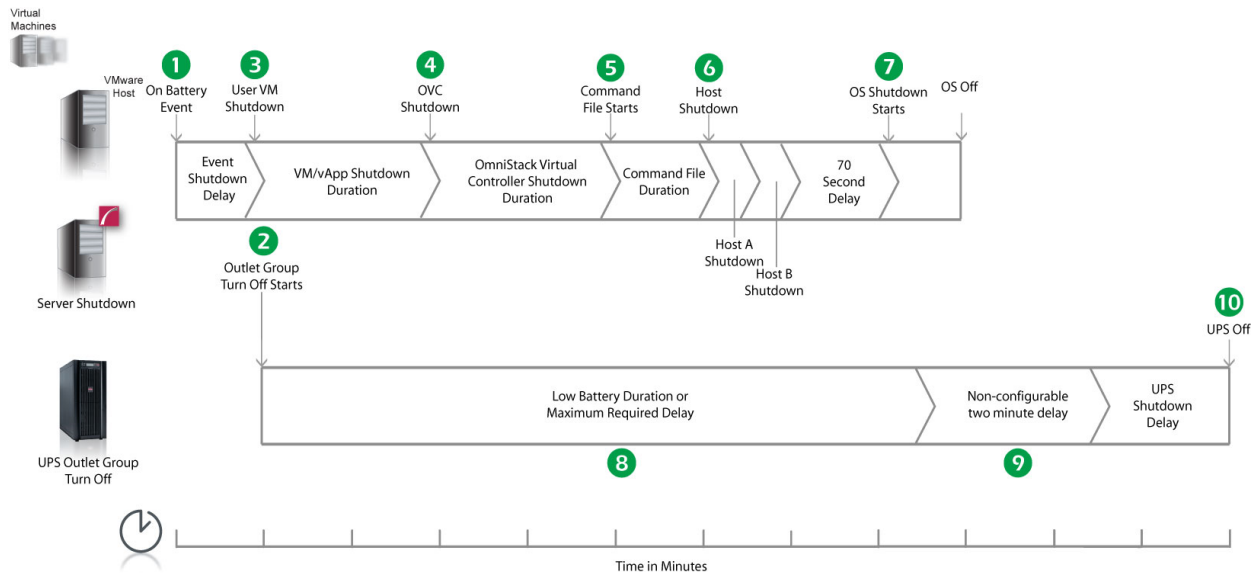 Virtual
Machines
VMware
Host
1
On Battery
Event
3
User VM
Shutdown
4
OVC
Shutdown
5
Command
File Starts
6
Host
Shutdown
7
OS Shutdown
Starts
OS Off
Event
Shutdown
Delay
VM/vApp Shutdown
Duration
OmniStack Virtual
Controller Shutdown
Duration
Command File
Duration
70
Second
Delay
Host A
Shutdown
Host B
Shutdown
Server Shutdown
2
Outlet Group
Turn Off Starts
10
UPS Off
Low Battery Duration or
Maximum Required Delay
Non-configurable
two minute delay
UPS
Shutdown
Delay
8
9
UPS Outlet Group
Turn Off
Time in Minutes